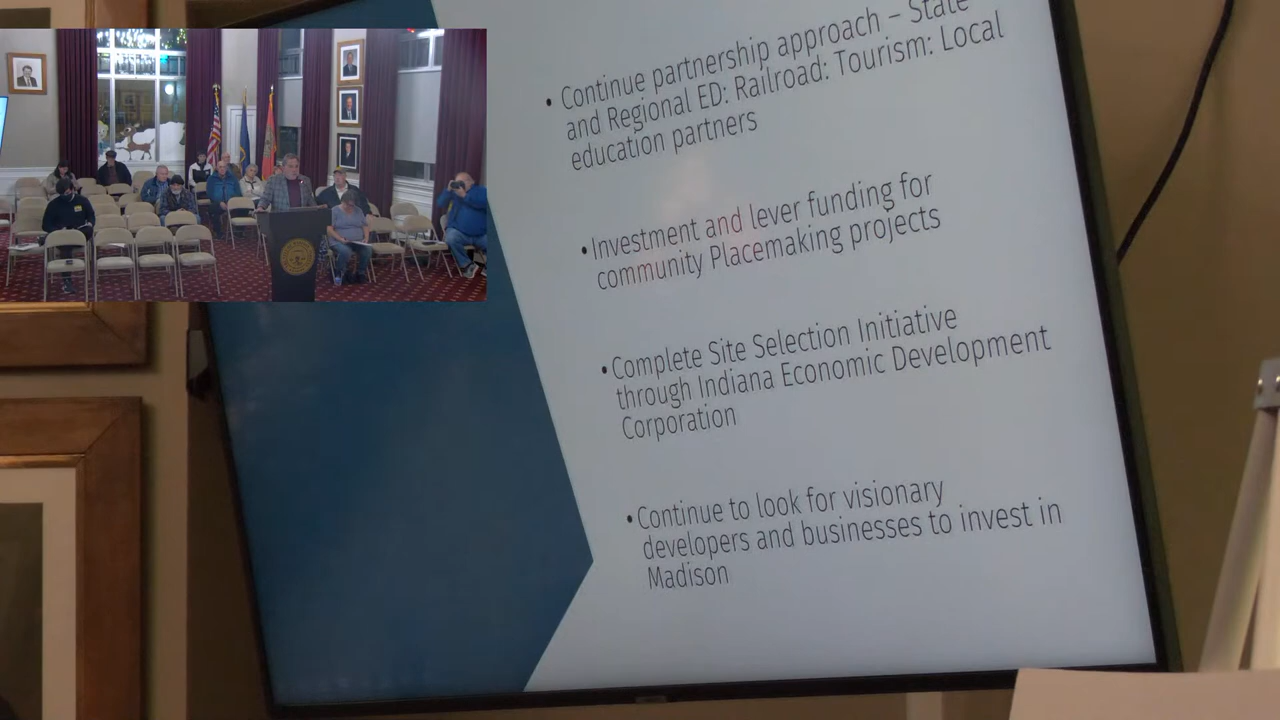 • Continue partnership approach – State
and Regional ED: Railroad: Tourism: Local
education partners
• Investment and lever funding for
community Placemaking projects
• Complete Site Selection Initiative
through Indiana Economic Development
Corporation
• Continue to look for visionary
developers and businesses to invest in
Madison